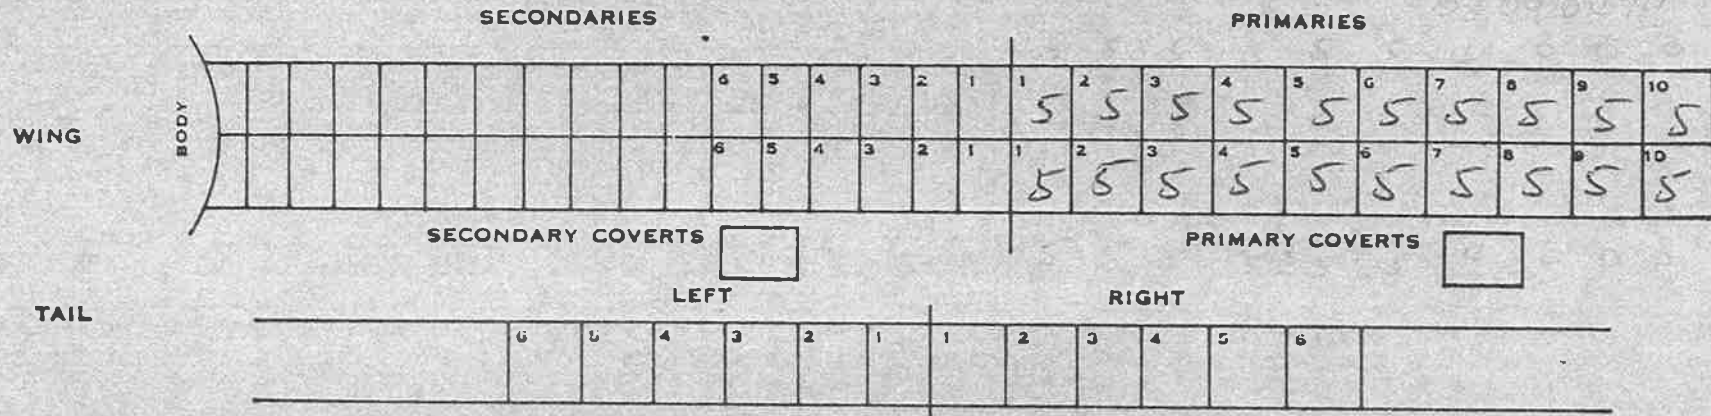 SECONDARIES PRIMARIES
6 5 4 3 2 1 1 2 3 4 5 6 7 8 9 10
5 5 5 5 5 5 5 5 5 5
WING BODY
6 5 4 3 2 1 1 2 3 4 5 6 7 8 9 10
5 5 5 5 5 5 5 5 5 5
SECONDARY COVERTS PRIMARY COVERTS
LEFT RIGHT
TAIL
6 5 4 3 2 1 1 2 3 4 5 6